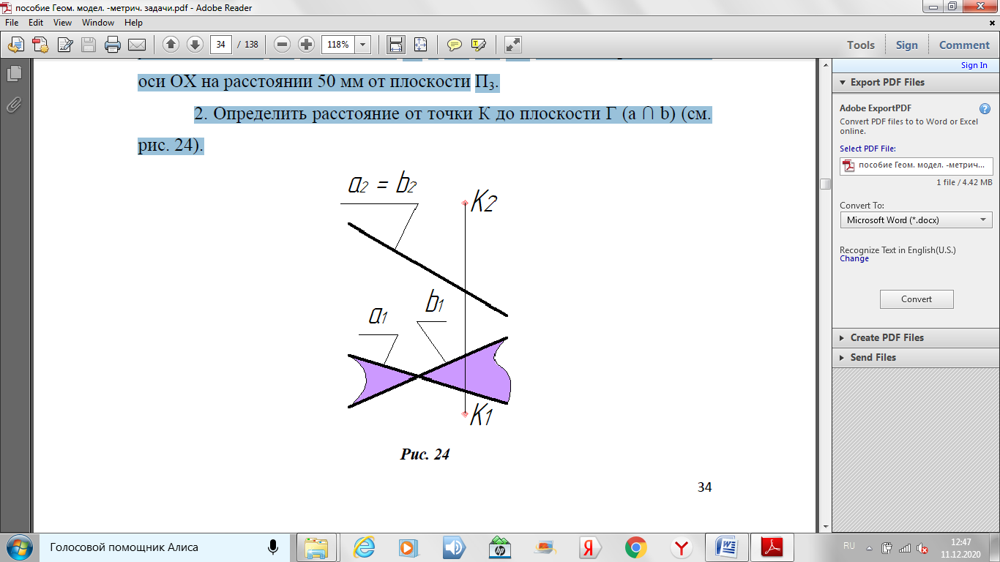 пособие Геом. модел. -метрич. задачи.pdf - Adobe Reader
File Edit View Window Help
34 / 138 118% Tools Sign Comment
оси ОХ на расстоянии 50 мм от плоскости П3.
2. Определить расстояние от точки К до плоскости Г (a ∩ b) (см.
рис. 24).
a2 = b2
K2
b1
a1
K1
Рис. 24
34
Sign In
Export PDF Files
Adobe ExportPDF
Convert PDF files to to Word or Excel
online.
Select PDF File:
пособие Геом. модел. -метрич...
1 file / 4.42 MB
Convert To:
Microsoft Word (*.docx)
Recognize Text in English(U.S.)
Change
Convert
Create PDF Files
Send Files
Голосовой помощник Алиса
RU
12:47
11.12.2020